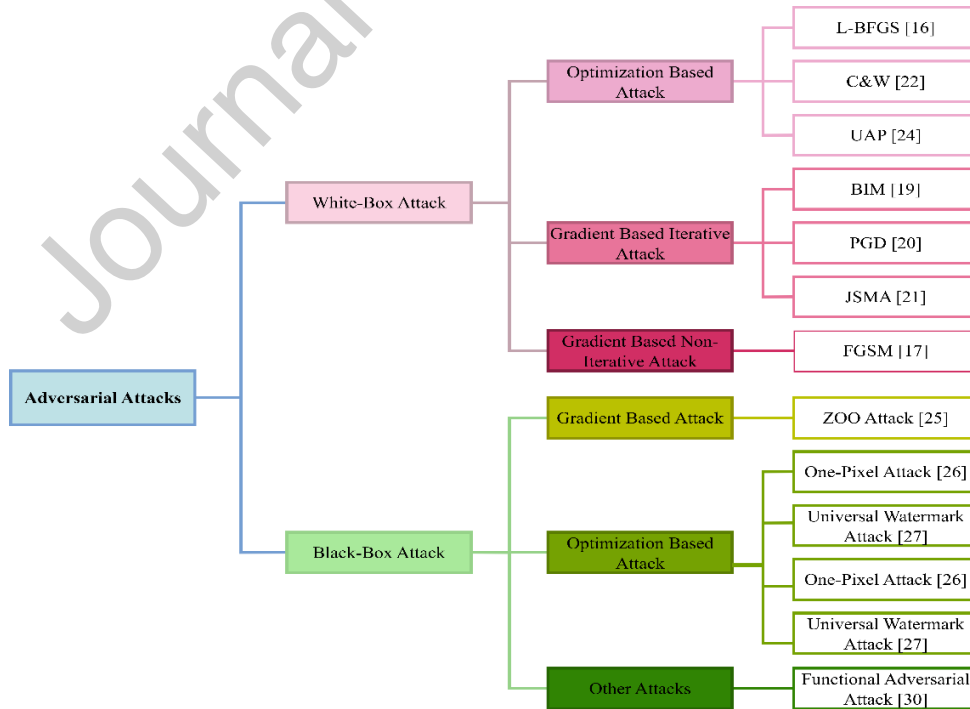 Journal
L-BFGS [16]
Optimization Based
Attack
C&W [22]
UAP [24]
White-Box Attack
BIM [19]
Gradient Based Iterative
Attack
PGD [20]
JSMA [21]
Gradient Based Non-
Iterative Attack
FGSM [17]
Adversarial Attacks
Gradient Based Attack
ZOO Attack [25]
One-Pixel Attack [26]
Universal Watermark
Attack [27]
Black-Box Attack
Optimization Based
Attack
One-Pixel Attack [26]
Universal Watermark
Attack [27]
Other Attacks
Functional Adversarial
Attack [30]